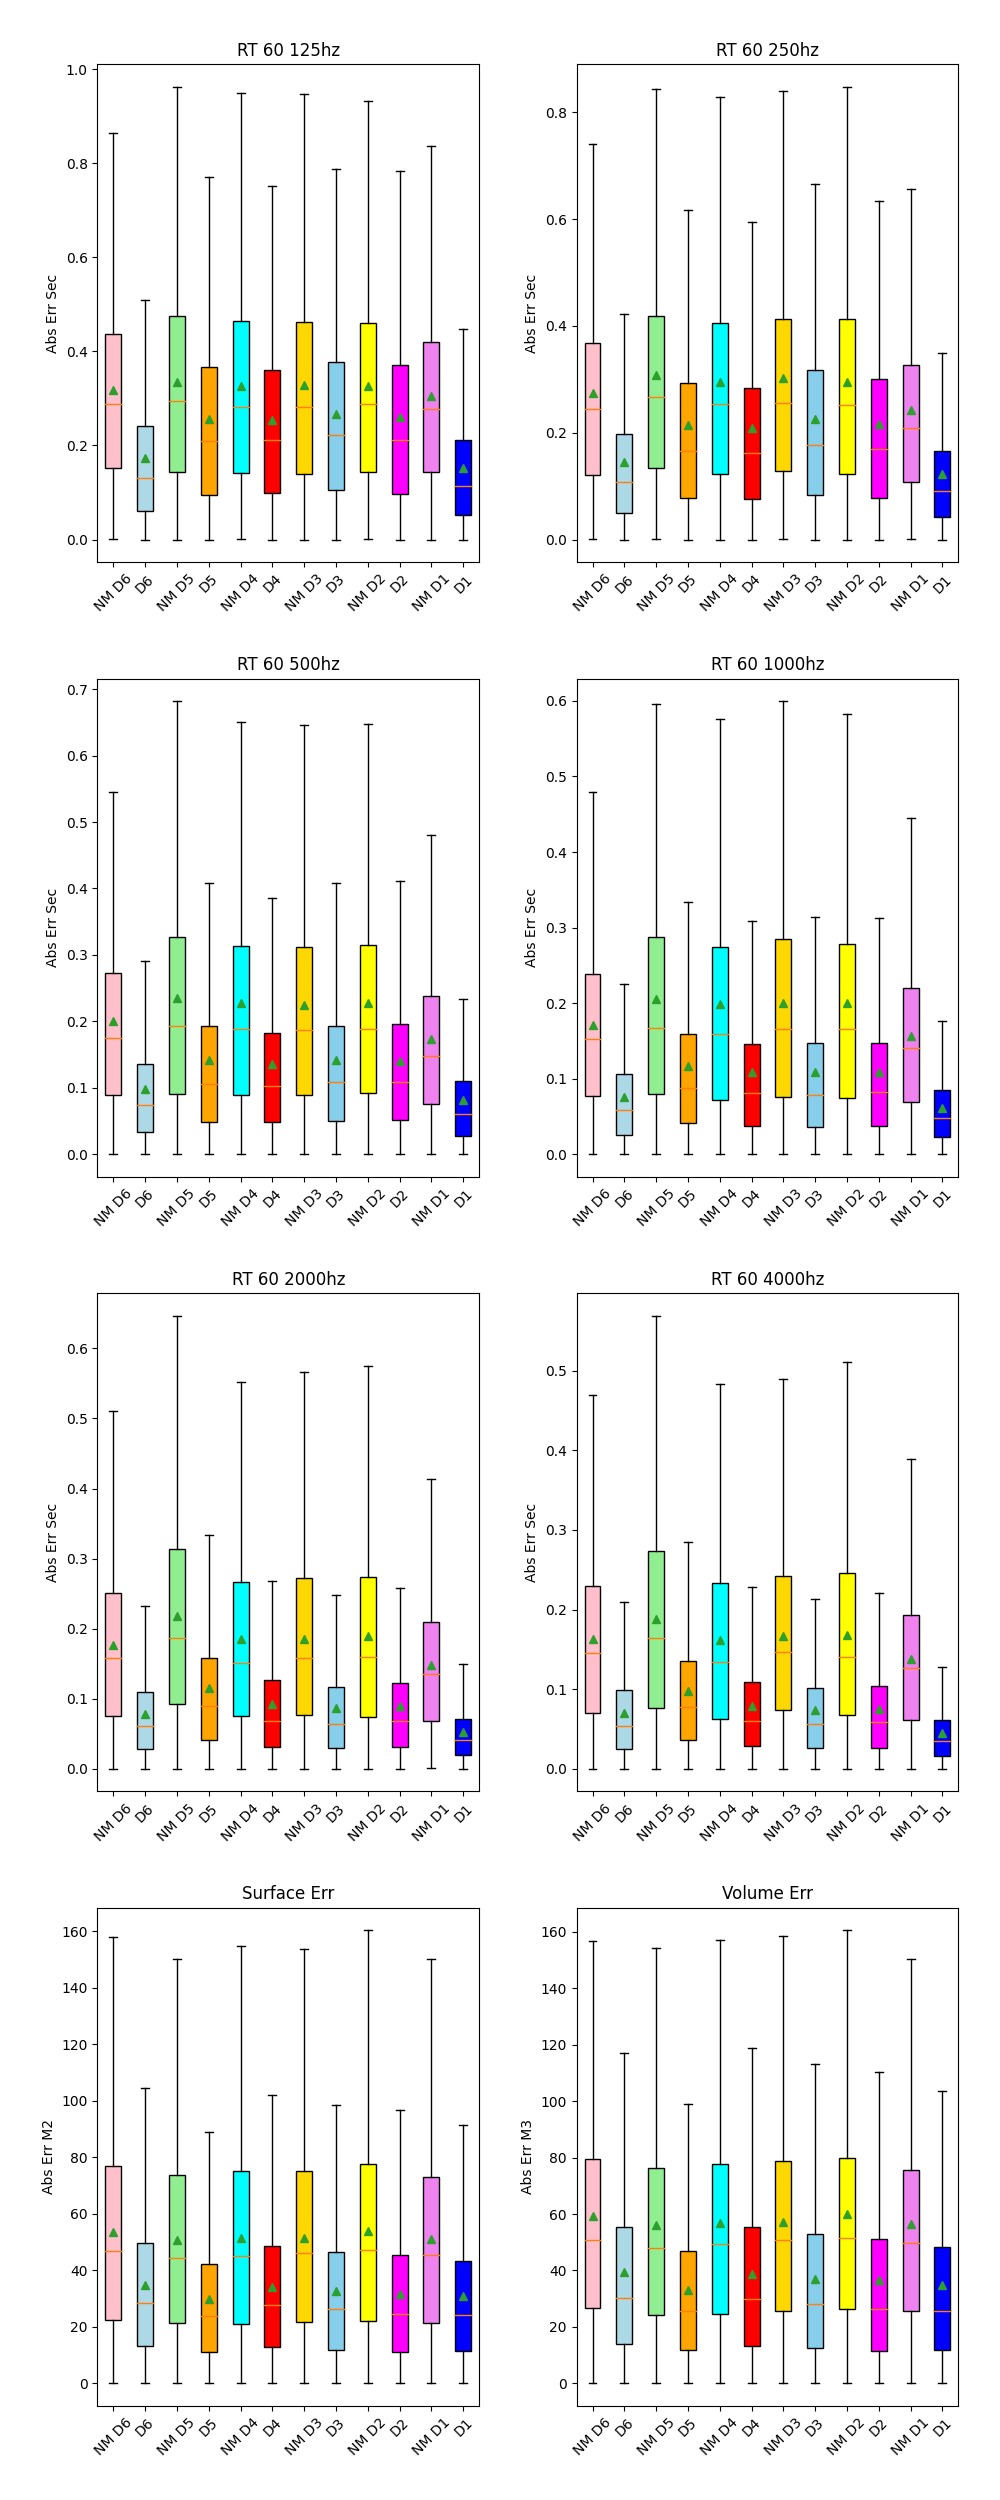 RT 60 125hz
Abs Err Sec
1.0
0.8
0.6
0.4
0.2
0.0
NM D6 D6 NM D5 D5 NM D4 D4 NM D3 D3 NM D2 D2 NM D1 D1
RT 60 250hz
Abs Err Sec
0.8
0.6
0.4
0.2
0.0
NM D6 D6 NM D5 D5 NM D4 D4 NM D3 D3 NM D2 D2 NM D1 D1
RT 60 500hz
Abs Err Sec
0.7
0.6
0.5
0.4
0.3
0.2
0.1
0.0
NM D6 D6 NM D5 D5 NM D4 D4 NM D3 D3 NM D2 D2 NM D1 D1
RT 60 1000hz
Abs Err Sec
0.6
0.5
0.4
0.3
0.2
0.1
0.0
NM D6 D6 NM D5 D5 NM D4 D4 NM D3 D3 NM D2 D2 NM D1 D1
RT 60 2000hz
Abs Err Sec
0.6
0.5
0.4
0.3
0.2
0.1
0.0
NM D6 D6 NM D5 D5 NM D4 D4 NM D3 D3 NM D2 D2 NM D1 D1
RT 60 4000hz
Abs Err Sec
0.5
0.4
0.3
0.2
0.1
0.0
NM D6 D6 NM D5 D5 NM D4 D4 NM D3 D3 NM D2 D2 NM D1 D1
Surface Err
Abs Err M2
160
140
120
100
80
60
40
20
0
NM D6 D6 NM D5 D5 NM D4 D4 NM D3 D3 NM D2 D2 NM D1 D1
Volume Err
Abs Err M3
160
140
120
100
80
60
40
20
0
NM D6 D6 NM D5 D5 NM D4 D4 NM D3 D3 NM D2 D2 NM D1 D1